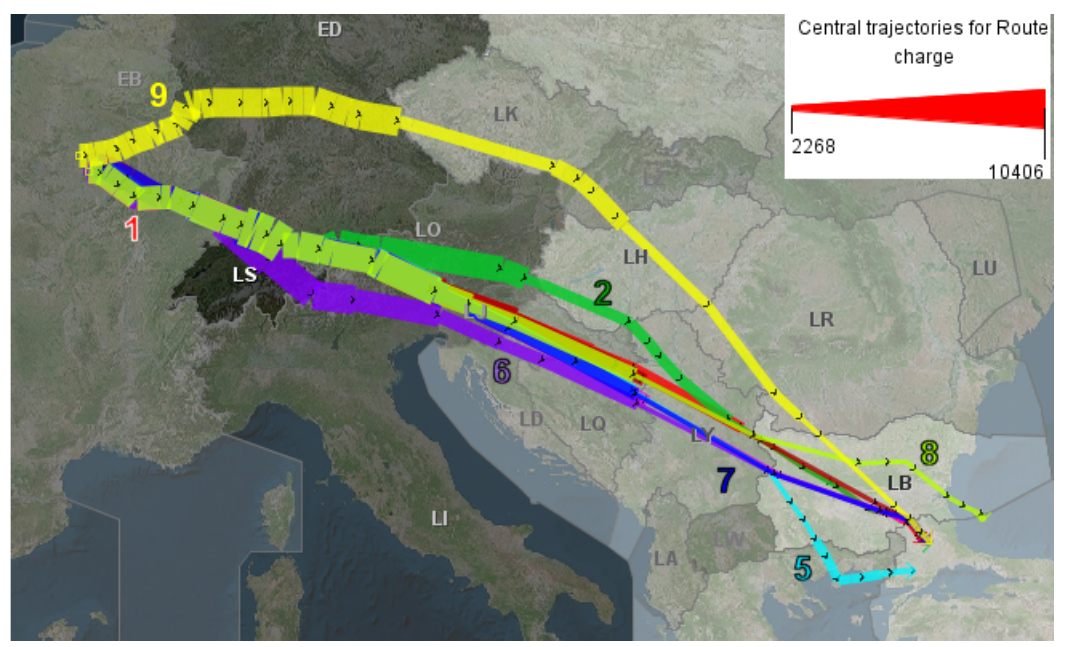 Central trajectories for Route
charge
2268
10406
ED
EB
9
LK
1
LO
LS
LH
LU
2
LR
6
LD
LQ
LY
8
7
LB
LI
LA
LW
5